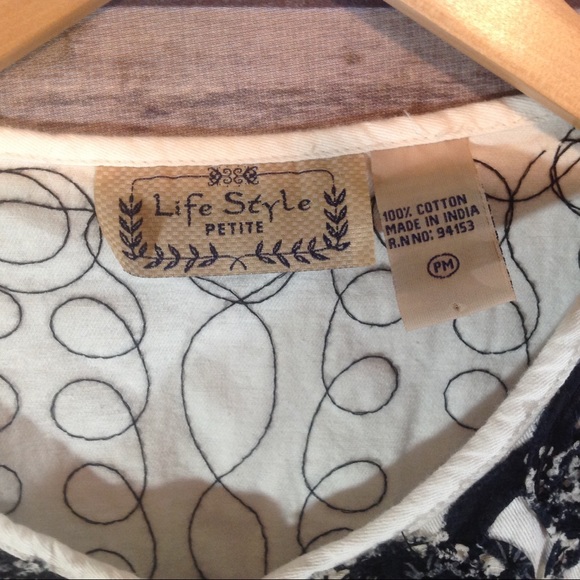 Life Style
PETITE
100% COTTON
MADE IN INDIA
R.N NO: 94153
PM